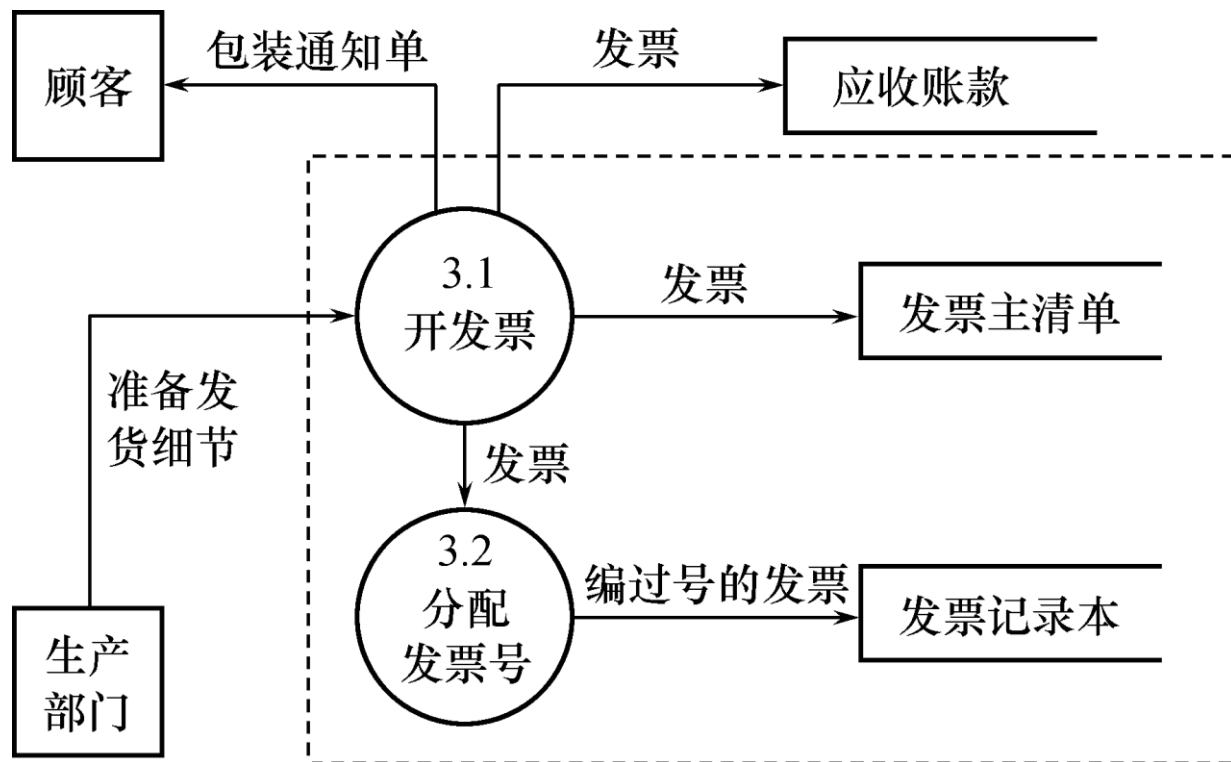 包装通知单
发票
顾客
应收账款
3.1
开发票
发票
发票主清单
准备发
货细节
发票
3.2
分配
发票号
编过号的发票
发票记录本
生产
部门